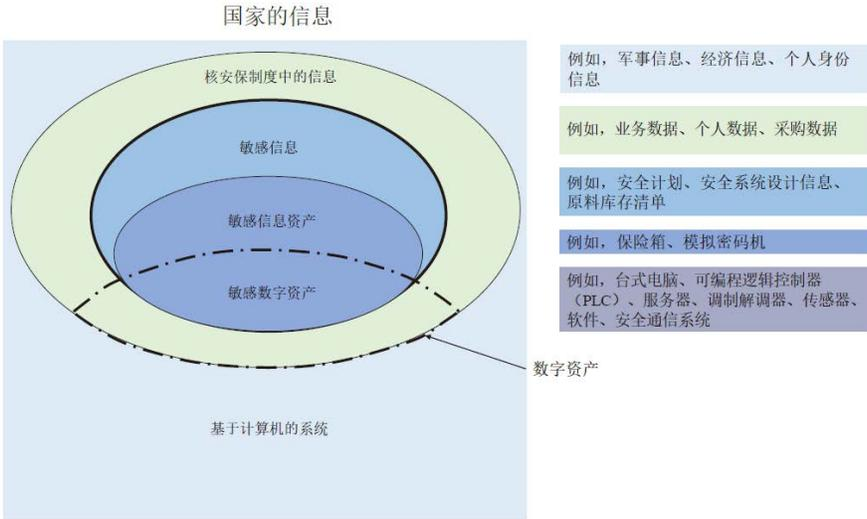 国家的信息
核安保制度中的信息
敏感信息
敏感信息资产
敏感数字资产
基于计算机的系统
例如，军事信息、经济信息、个人身份
信息
例如，业务数据、个人数据、采购数据
例如，安全计划、安全系统设计信息、
原料库存清单
例如，保险箱、模拟密码机
例如，台式电脑、可编程逻辑控制器
（PLC）、服务器、调制解调器、传感器、
软件、安全通信系统
数字资产